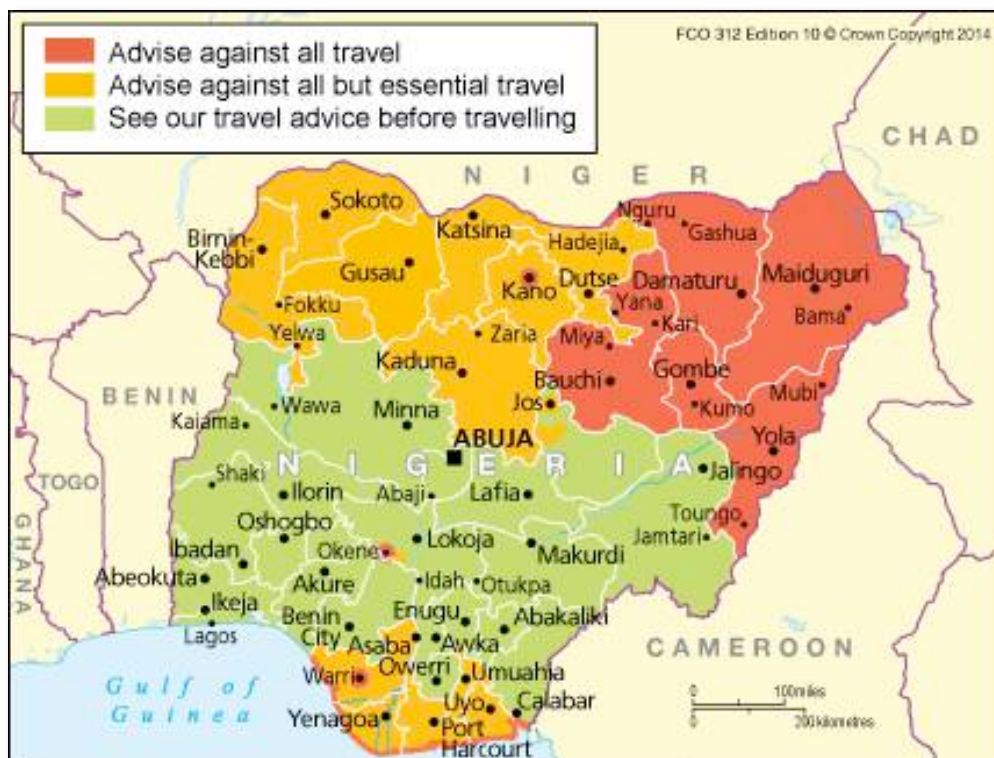 FCO 312 Edition 10 © Crown Copyright 2014
Advise against all travel
Advise against all but essential travel
See our travel advice before travelling
CHAD
NIGER
Sokoto
Katsina
Nguru
Gashua
Birnin-
Kebbi
Hadejia
Gusau
Kano
Dutse
Damaturu
Maiduguri
Fokku
Yana
Bama
Zaria
Kari
Yelwa
Miya
Kaduna
Bauchi
Gombe
Mubi
BENIN
Wawa
Jos
Kumo
Kaiama
Minna
ABUJA
Yola
NIGERIA
Jalingo
TOGO
Shaki
Ilorin
Abaji
Lafia
Toungo
Oshogbo
Jamtari
GHANA
Ibadan
Okene
Lokoja
Makurdi
Abeokuta
Akure
Idah
Otukpa
Ikeja
Benin
City
Enugu
Abakaliki
Lagos
Asaba
Awka
CAMEROON
Warri
Owerri
Umuahia
Gulf of
Guinea
Uyo
Calabar
Yenagoa
Port
Harcourt
0 100 miles
0 200 kilometres